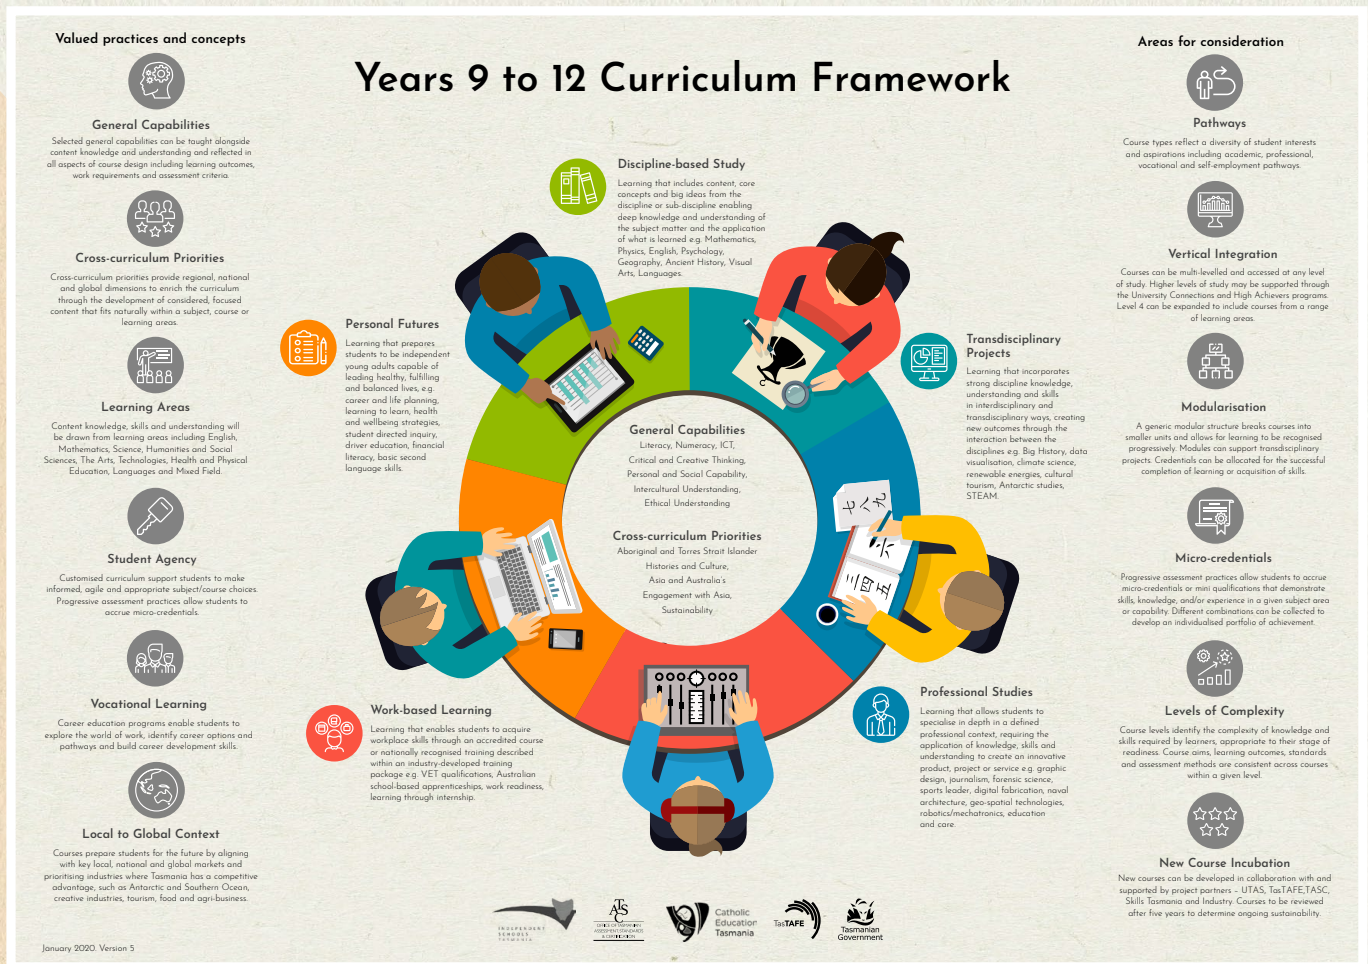 Years 9 to 12 Curriculum Framework
Valued practices and concepts
General Capabilities
Selected general capabilities can be taught alongside
content knowledge and understanding and reflected in
all aspects of course design including learning outcomes,
work requirements and assessment criteria.
Cross-curriculum Priorities
Cross-curriculum priorities provide regional, national
and global dimensions to enrich the curriculum
through the development of considered, focused
content that fits naturally within a subject, course or
learning areas.
Learning Areas
Content knowledge, skills and understanding will
be drawn from learning areas including English,
Mathematics, Science, Humanities and Social
Sciences, The Arts, Technologies, Health and Physical
Education, Languages and Mixed Field.
Student Agency
Customised curriculum support students to make
informed, agile and appropriate subject/course choices.
Progressive assessment practices allow students to
accrue micro-credentials.
Vocational Learning
Career education programs enable students to
explore the world of work, identify career options and
pathways and build career development skills.
Local to Global Context
Courses prepare students for the future by aligning
with key local, national and global markets and
prioritising industries where Tasmania has a competitive
advantage, such as Antarctic and Southern Ocean,
creative industries, tourism, food and agri-business.
January 2020. Version 5
Discipline-based Study
Learning that includes content, core
concepts and big ideas from the
discipline or sub-discipline enabling
deep knowledge and understanding of
the subject matter and the application
of what is learned e.g. Mathematics,
Physics, English, Psychology,
Geography, Ancient History, Visual
Arts, Languages.
Personal Futures
Learning that prepares
students to be independent
young adults capable of
leading healthy, fulfilling
and balanced lives, e.g.
career and life planning,
learning to learn, health
and wellbeing strategies,
student directed inquiry,
driver education, financial
literacy, basic second
language skills.
Transdisciplinary
Projects
Learning that incorporates
strong discipline knowledge,
understanding and skills
in interdisciplinary and
transdisciplinary ways, creating
new outcomes through the
interaction between the
disciplines e.g. Big History, data
visualisation, climate science,
renewable energies, cultural
tourism, Antarctic studies,
STEAM.
General Capabilities
Literacy, Numeracy, ICT,
Critical and Creative Thinking,
Personal and Social Capability,
Intercultural Understanding,
Ethical Understanding
Cross-curriculum Priorities
Aboriginal and Torres Strait Islander
Histories and Culture,
Asia and Australia's
Engagement with Asia,
Sustainability
七八九
六
三四五
Work-based Learning
Learning that enables students to acquire
workplace skills through an accredited course
or nationally recognised training described
within an industry-developed training
package e.g. VET qualifications, Australian
school-based apprenticeships, work readiness,
learning through internship.
Professional Studies
Learning that allows students to
specialise in depth in a defined
professional context, requiring the
application of knowledge, skills and
understanding to create an innovative
product, project or service e.g. graphic
design, journalism, forensic science,
sports leader, digital fabrication, naval
architecture, geo-spatial technologies,
robotics/mechatronics, education
and care.
Areas for consideration
Pathways
Course types reflect a diversity of student interests
and aspirations including academic, professional,
vocational and self-employment pathways.
Vertical Integration
Courses can be multi-levelled and accessed at any level
of study. Higher levels of study may be supported through
the University Connections and High Achievers programs.
Level 4 can be expanded to include courses from a range
of learning areas.
Modularisation
A generic modular structure breaks courses into
smaller units and allows for learning to be recognised
progressively. Modules can support transdisciplinary
projects. Credentials can be allocated for the successful
completion of learning or acquisition of skills.
Micro-credentials
Progressive assessment practices allow students to accrue
micro-credentials or mini qualifications that demonstrate
skills, knowledge, and/or experience in a given subject area
or capability. Different combinations can be collected to
develop an individualised portfolio of achievement.
Levels of Complexity
Course levels identify the complexity of knowledge and
skills required by learners, appropriate to their stage of
readiness. Course aims, learning outcomes, standards
and assessment methods are consistent across courses
within a given level.
New Course Incubation
New courses can be developed in collaboration with and
supported by project partners – UTAS, TasTAFE,TASC,
Skills Tasmania and Industry. Courses to be reviewed
after five years to determine ongoing sustainability.
INDEPENDENT
SCHOOLS
TASMANIA
TASC
OFFICE OF TASMANIAN
ASSESSMENT, STANDARDS
& CERTIFICATION
Catholic
Education
Tasmania
TasTAFE
Tasmanian
Government